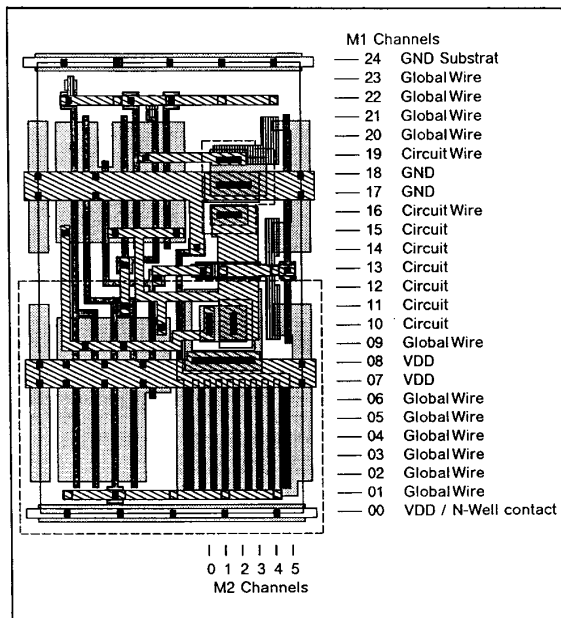 M1 Channels
24 GND Substrat
23 Global Wire
22 Global Wire
21 Global Wire
20 Global Wire
19 Circuit Wire
18 GND
17 GND
16 Circuit Wire
15 Circuit
14 Circuit
13 Circuit
12 Circuit
11 Circuit
10 Circuit
09 Global Wire
08 VDD
07 VDD
06 Global Wire
05 Global Wire
04 Global Wire
03 Global Wire
02 Global Wire
01 Global Wire
00 VDD / N-Well contact
0 1 2 3 4 5
M2 Channels